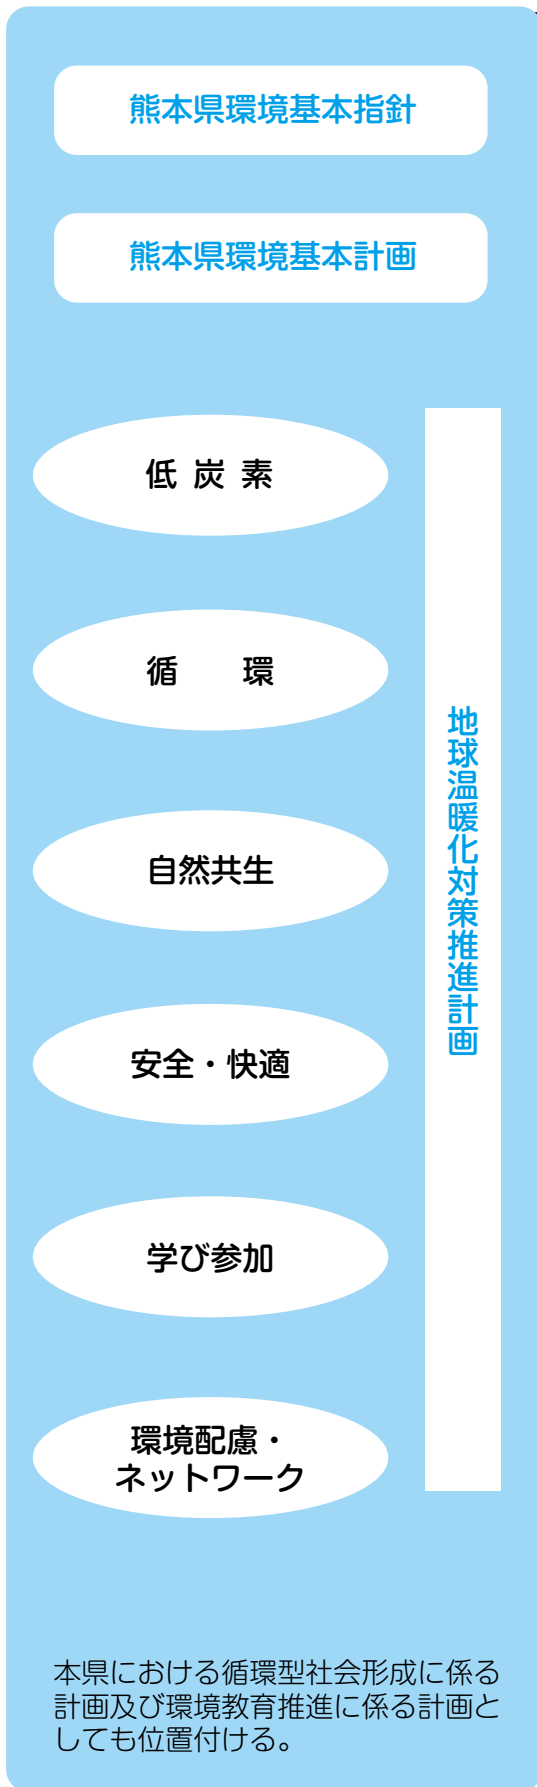 熊本県環境基本指針
熊本県環境基本計画
低炭素
循　環
自然共生
安全・快適
学び参加
環境配慮・
ネットワーク
地球温暖化対策推進計画
本県における循環型社会形成に係る
計画及び環境教育推進に係る計画と
しても位置付ける。